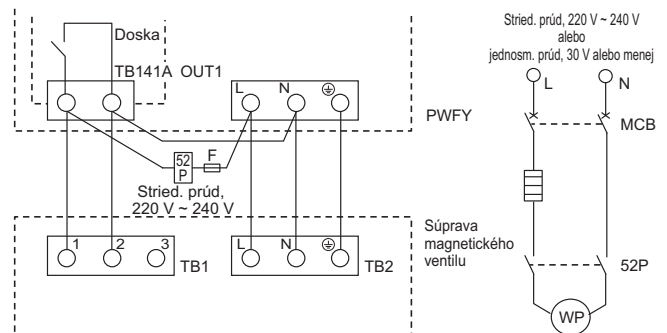 Doska
TB141A OUT1
L
N
PWFY
52
P
F
Stried. prúd,
220 V ~ 240 V
1
2
3
TB1
L
N
TB2
Súprava
magnetického
ventilu
Stried. prúd, 220 V ~ 240 V
alebo
jednosm. prúd, 30 V alebo menej
L
N
MCB
52P
WP